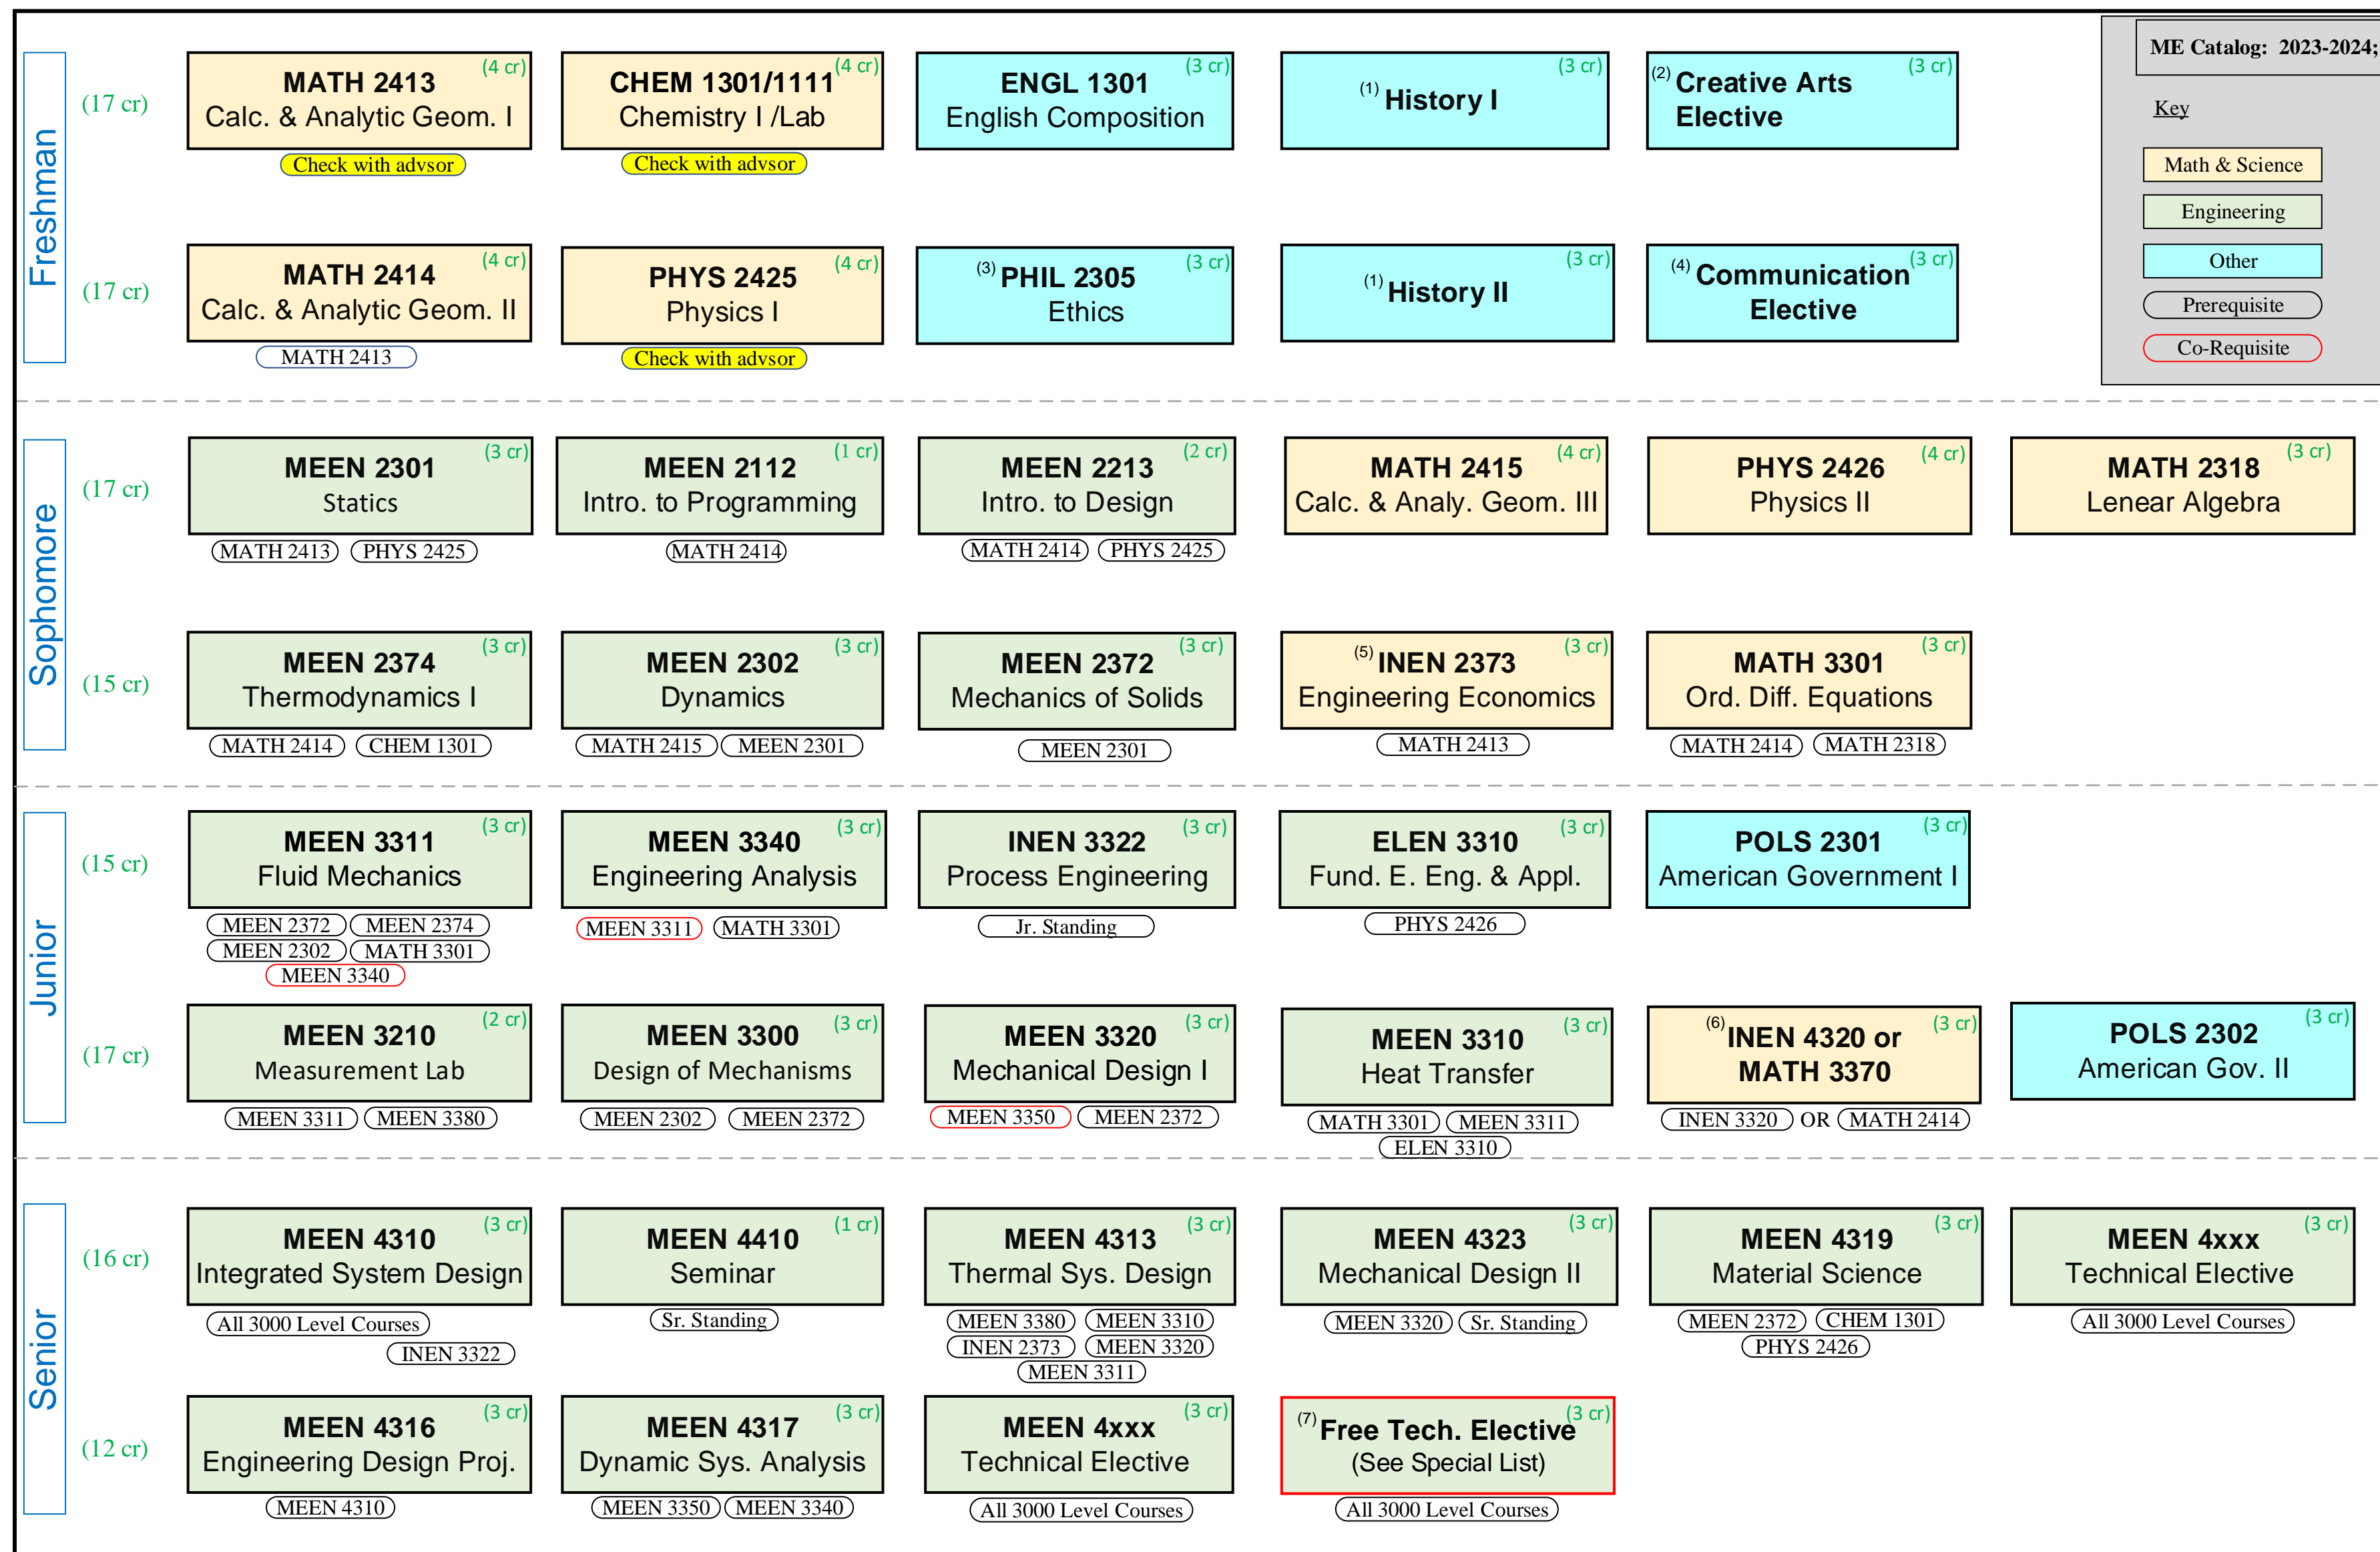 ME Catalog: 2023-2024;
Key
Math & Science
Engineering
Other
Prerequisite
Co-Requisite
Freshman
(17 cr)
MATH 2413 (4 cr)
Calc. & Analytic Geom. I
Check with advsor
CHEM 1301/1111 (4 cr)
Chemistry I /Lab
Check with advsor
ENGL 1301 (3 cr)
English Composition
(1) History I (3 cr)
(2) Creative Arts (3 cr)
Elective
(17 cr)
MATH 2414 (4 cr)
Calc. & Analytic Geom. II
MATH 2413
PHYS 2425 (4 cr)
Physics I
Check with advsor
(3) PHIL 2305 (3 cr)
Ethics
(1) History II (3 cr)
(4) Communication (3 cr)
Elective
Sophomore
(17 cr)
MEEN 2301 (3 cr)
Statics
MATH 2413 PHYS 2425
MEEN 2112 (1 cr)
Intro. to Programming
MATH 2414
MEEN 2213 (2 cr)
Intro. to Design
MATH 2414 PHYS 2425
MATH 2415 (4 cr)
Calc. & Analy. Geom. III
PHYS 2426 (4 cr)
Physics II
MATH 2318 (3 cr)
Lenear Algebra
(15 cr)
MEEN 2374 (3 cr)
Thermodynamics I
MATH 2414 CHEM 1301
MEEN 2302 (3 cr)
Dynamics
MATH 2415 MEEN 2301
MEEN 2372 (3 cr)
Mechanics of Solids
MEEN 2301
(5) INEN 2373 (3 cr)
Engineering Economics
MATH 2413
MATH 3301 (3 cr)
Ord. Diff. Equations
MATH 2414 MATH 2318
Junior
(15 cr)
MEEN 3311 (3 cr)
Fluid Mechanics
MEEN 2372 MEEN 2374
MEEN 2302 MATH 3301
MEEN 3340
MEEN 3340 (3 cr)
Engineering Analysis
MEEN 3311 MATH 3301
INEN 3322 (3 cr)
Process Engineering
Jr. Standing
ELEN 3310 (3 cr)
Fund. E. Eng. & Appl.
PHYS 2426
POLS 2301 (3 cr)
American Government I
(17 cr)
MEEN 3210 (2 cr)
Measurement Lab
MEEN 3311 MEEN 3380
MEEN 3300 (3 cr)
Design of Mechanisms
MEEN 2302 MEEN 2372
MEEN 3320 (3 cr)
Mechanical Design I
MEEN 3350 MEEN 2372
MEEN 3310 (3 cr)
Heat Transfer
MATH 3301 MEEN 3311
ELEN 3310
(6) INEN 4320 or (3 cr)
MATH 3370
INEN 3320 OR MATH 2414
POLS 2302 (3 cr)
American Gov. II
Senior
(16 cr)
MEEN 4310 (3 cr)
Integrated System Design
All 3000 Level Courses
INEN 3322
MEEN 4410 (1 cr)
Seminar
Sr. Standing
MEEN 4313 (3 cr)
Thermal Sys. Design
MEEN 3380 MEEN 3310
INEN 2373 MEEN 3320
MEEN 3311
MEEN 4323 (3 cr)
Mechanical Design II
MEEN 3320 Sr. Standing
MEEN 4319 (3 cr)
Material Science
MEEN 2372 CHEM 1301
PHYS 2426
MEEN 4xxx (3 cr)
Technical Elective
All 3000 Level Courses
(12 cr)
MEEN 4316 (3 cr)
Engineering Design Proj.
MEEN 4310
MEEN 4317 (3 cr)
Dynamic Sys. Analysis
MEEN 3350 MEEN 3340
MEEN 4xxx (3 cr)
Technical Elective
All 3000 Level Courses
(7) Free Tech. Elective (3 cr)
(See Special List)
All 3000 Level Courses